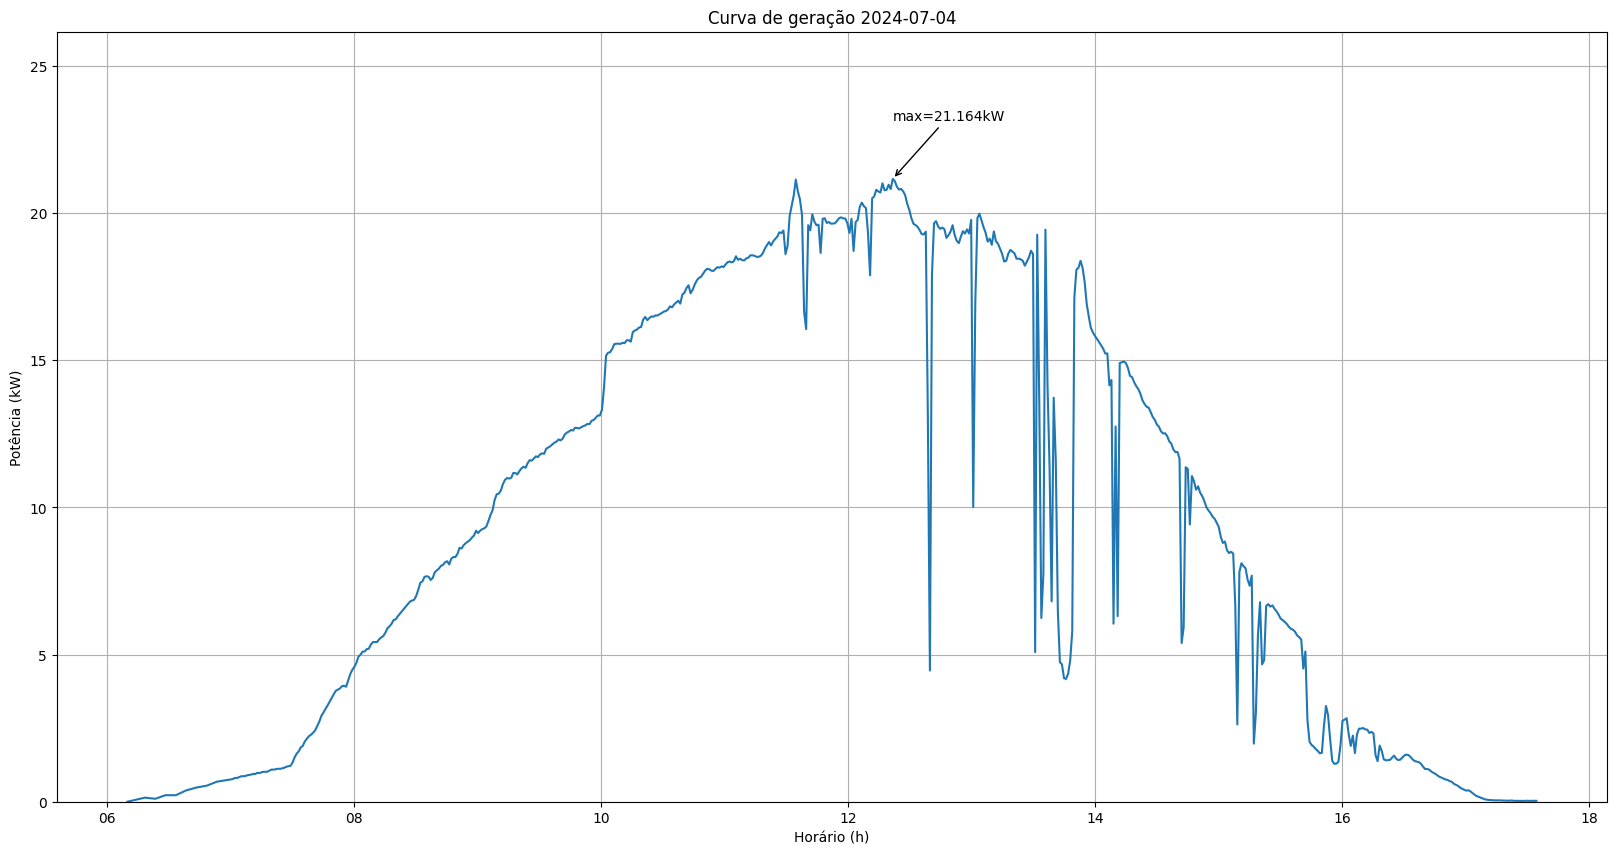 Curva de geração 2024-07-04
25
max=21.164kW
20
15
Potência (kW)
10
5
0
06 08 10 12 14 16 18
Horário (h)